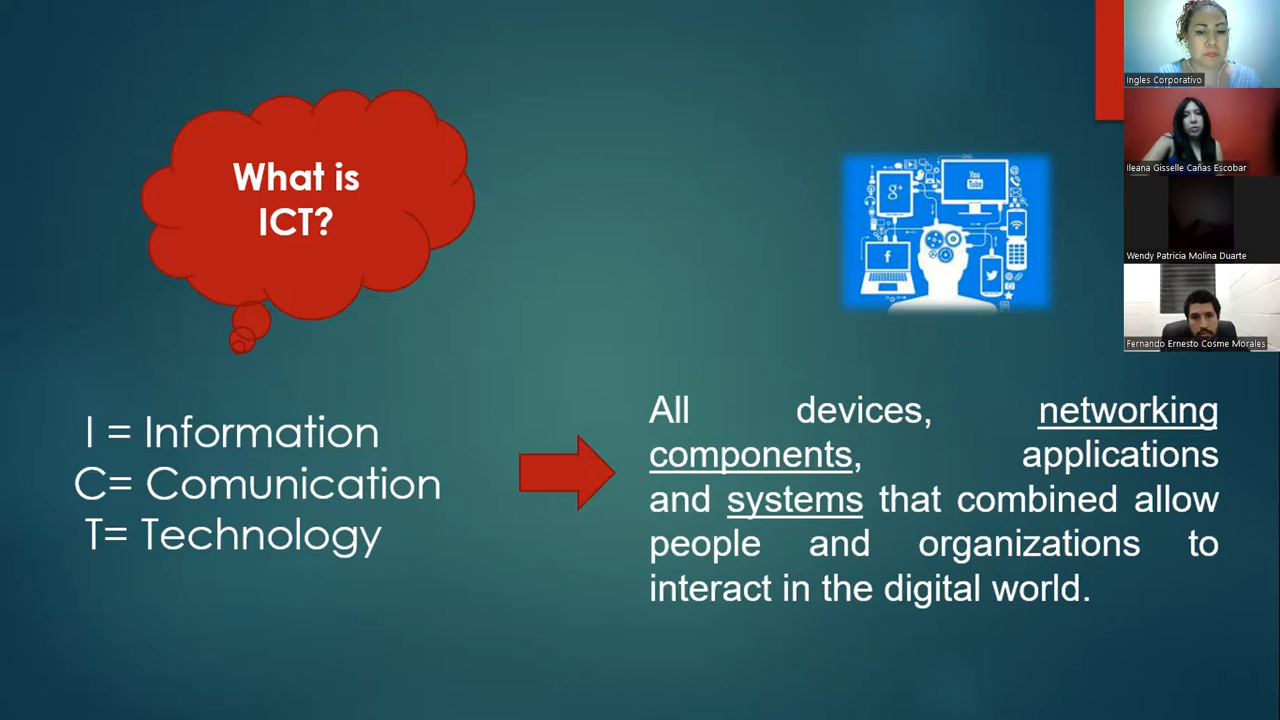 What is
ICT?
I = Information
C= Comunication
T= Technology
All devices, networking
components, applications
and systems that combined allow
people and organizations to
interact in the digital world.
g+
You
Tube
f
Ingles Corporativo
Ileana Gisselle Cañas Escobar
Wendy Patricia Molina Duarte
Fernando Ernesto Cosme Morales